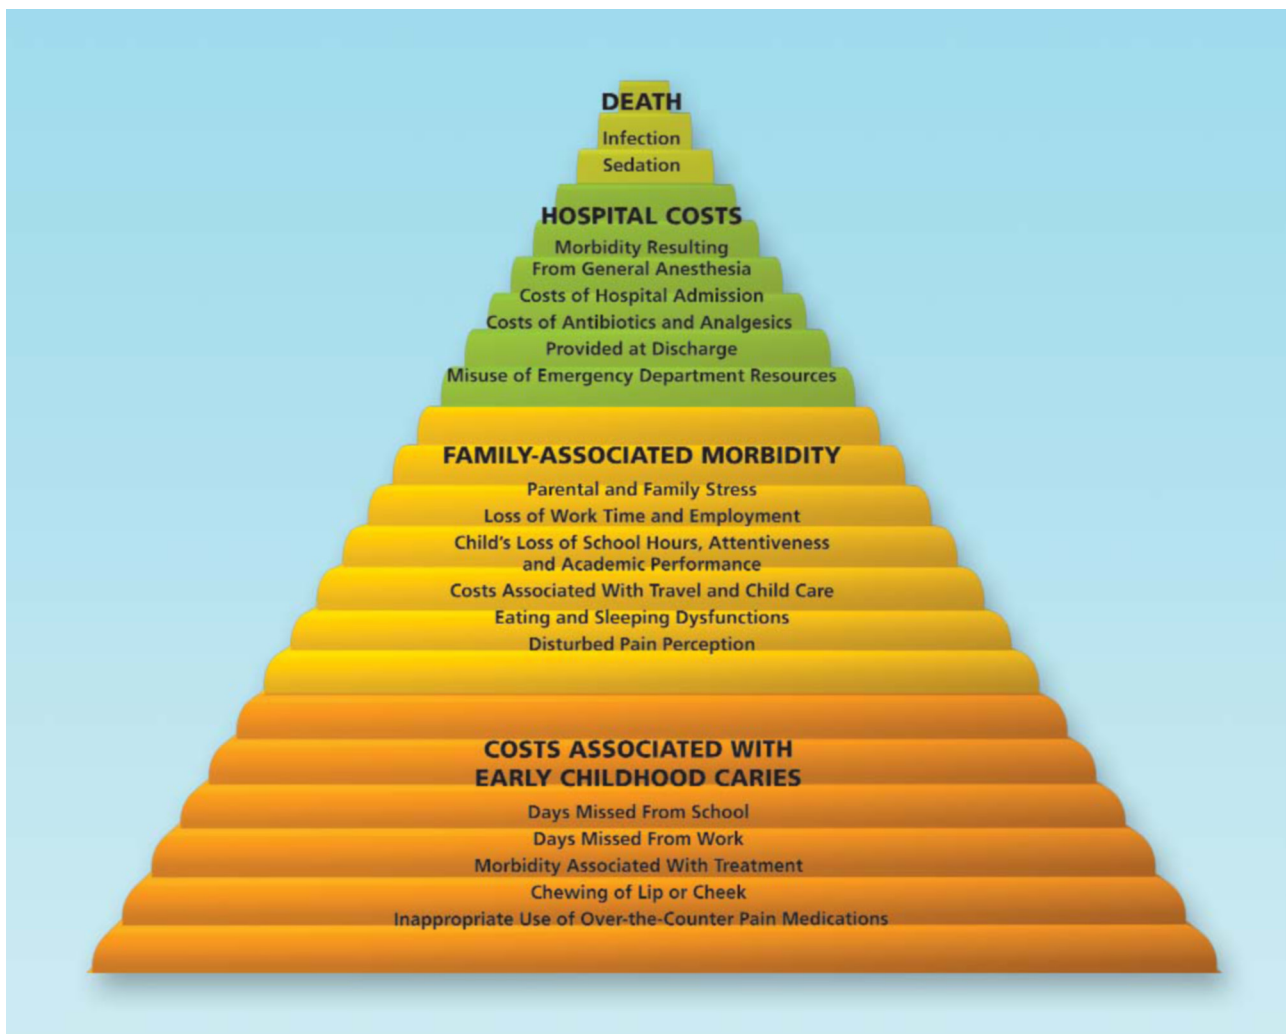 DEATH
Infection
Sedation
HOSPITAL COSTS
Morbidity Resulting
From General Anesthesia
Costs of Hospital Admission
Costs of Antibiotics and Analgesics
Provided at Discharge
Misuse of Emergency Department Resources
FAMILY-ASSOCIATED MORBIDITY
Parental and Family Stress
Loss of Work Time and Employment
Child’s Loss of School Hours, Attentiveness
and Academic Performance
Costs Associated With Travel and Child Care
Eating and Sleeping Dysfunctions
Disturbed Pain Perception
COSTS ASSOCIATED WITH
EARLY CHILDHOOD CARIES
Days Missed From School
Days Missed From Work
Morbidity Associated With Treatment
Chewing of Lip or Cheek
Inappropriate Use of Over-the-Counter Pain Medications